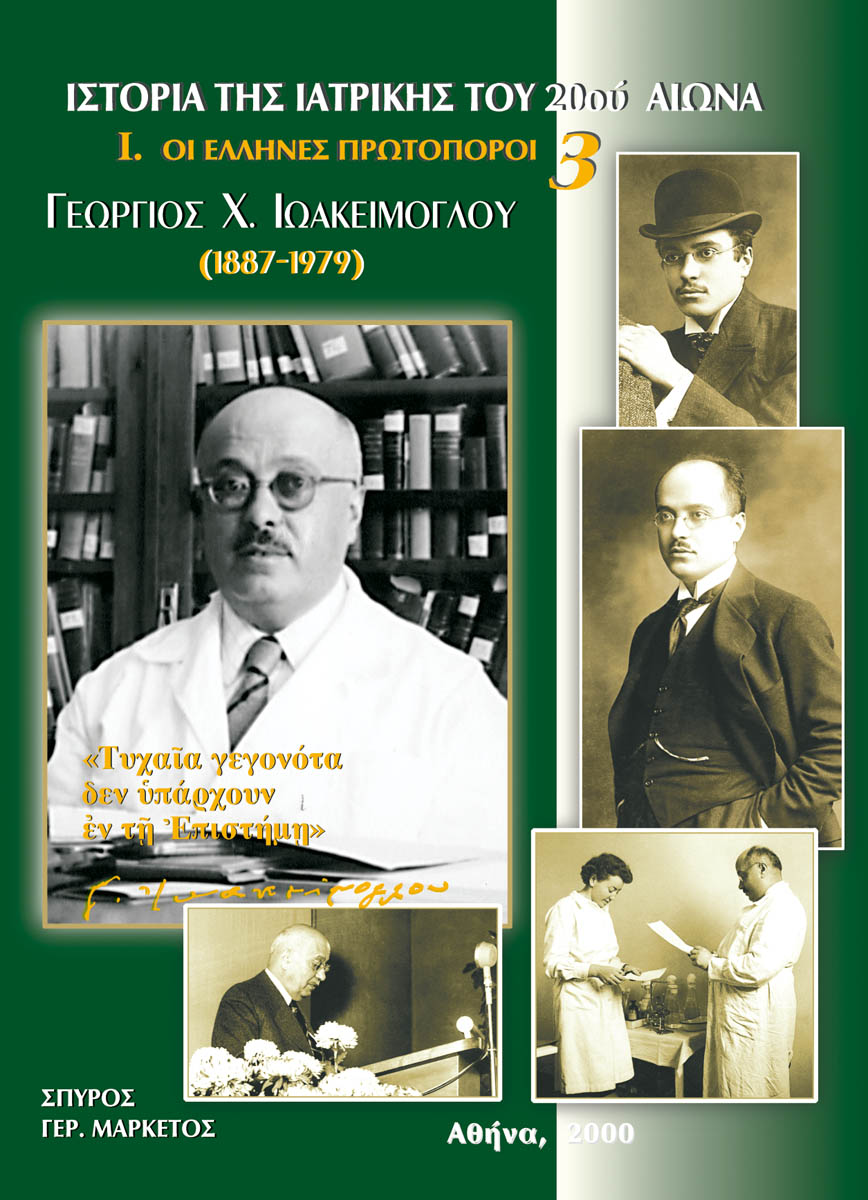 ΙΣΤΟΡΙΑ ΤΗΣ ΙΑΤΡΙΚΗΣ ΤΟΥ 20ού ΑΙΩΝΑ
Ι. ΟΙ ΕΛΛΗΝΕΣ ΠΡΩΤΟΠΟΡΟΙ 3
ΓΕΩΡΓΙΟΣ Χ. ΙΩΑΚΕΙΜΟΓΛΟΥ
(1887-1979)
«Τυχαῖα γεγονότα
δεν ὑπάρχουν
ἐν τῇ Ἐπιστήμῃ»
Γ. Ιωακείμογλου
ΣΠΥΡΟΣ
ΓΕΡ. ΜΑΡΚΕΤΟΣ
Αθήνα, 2000